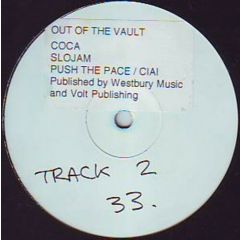 OUT OF THE VAULT
COCA
SLOJAM
PUSH THE PACE / CIAI
Published by Westbury Music
and Volt Publishing
TRACK 2
33.